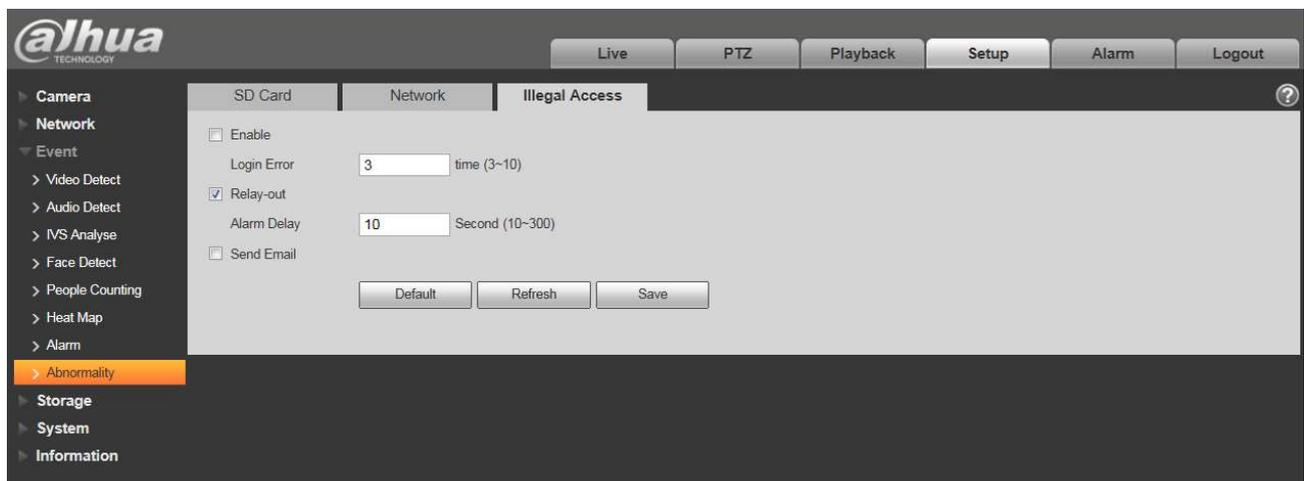 alhua
TECHNOLOGY
Live PTZ Playback Setup Alarm Logout
Camera
Network
Event
> Video Detect
> Audio Detect
> IVS Analyse
> Face Detect
> People Counting
> Heat Map
> Alarm
> Abnormality
Storage
System
Information
SD Card Network Illegal Access
?
Enable
Login Error 3 time (3~10)
Relay-out
Alarm Delay 10 Second (10~300)
Send Email
Default Refresh Save